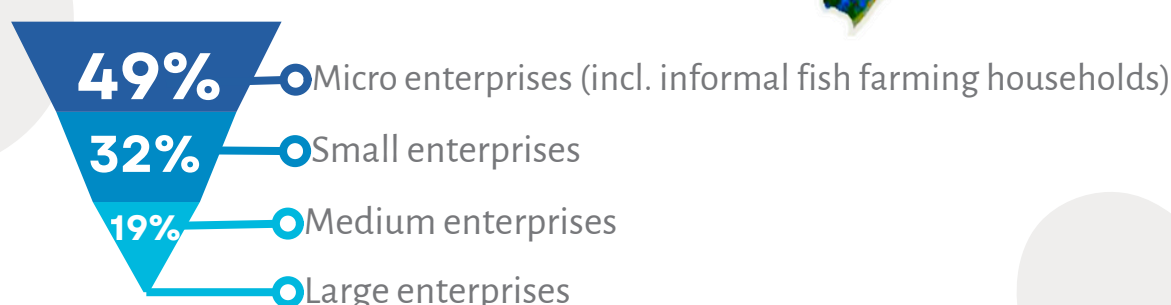 49% Micro enterprises (incl. informal fish farming households)
32% Small enterprises
19% Medium enterprises
Large enterprises